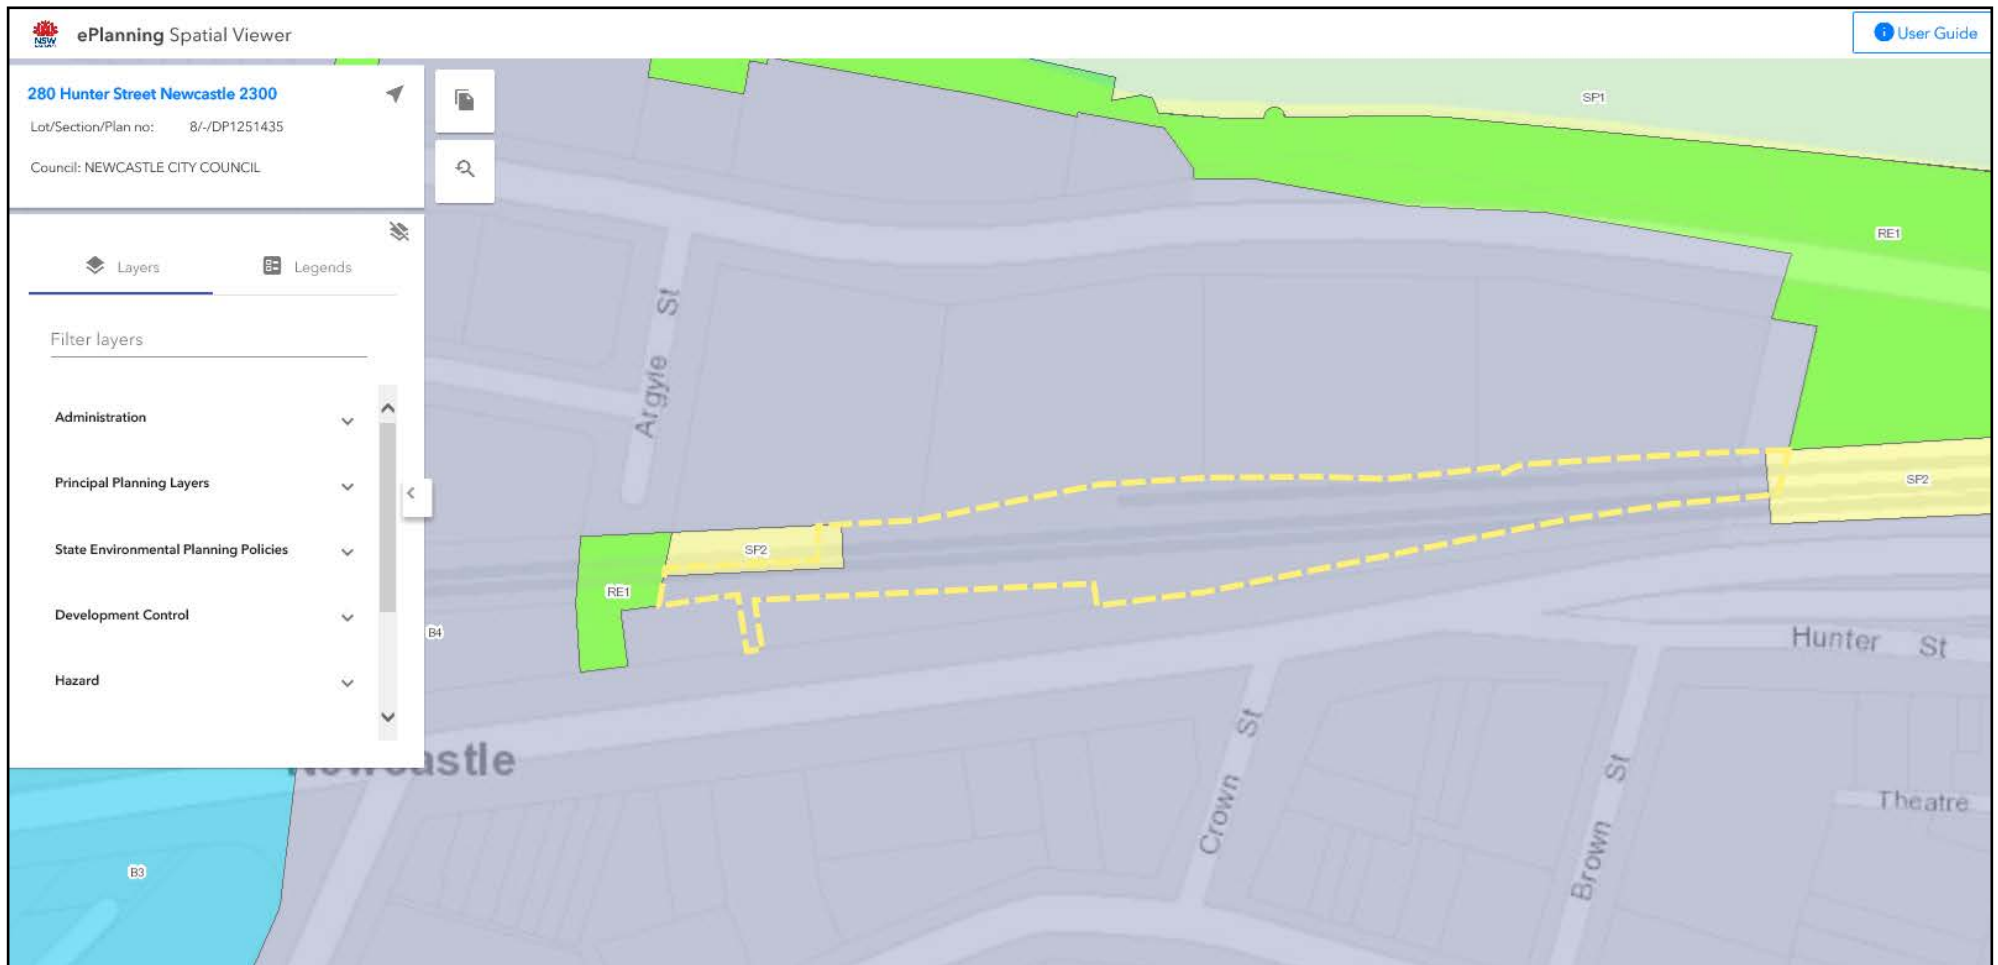 NSW
ePlanning Spatial Viewer
User Guide
280 Hunter Street Newcastle 2300
Lot/Section/Plan no: 8/-/DP1251435
Council: NEWCASTLE CITY COUNCIL
Layers
Legends
Filter layers
Administration
Principal Planning Layers
State Environmental Planning Policies
Development Control
Hazard
SP1
RE1
Argyle St
SP2
SP2
RE1
B4
Hunter St
Newcastle
Crown St
Brown St
Theatre
B3